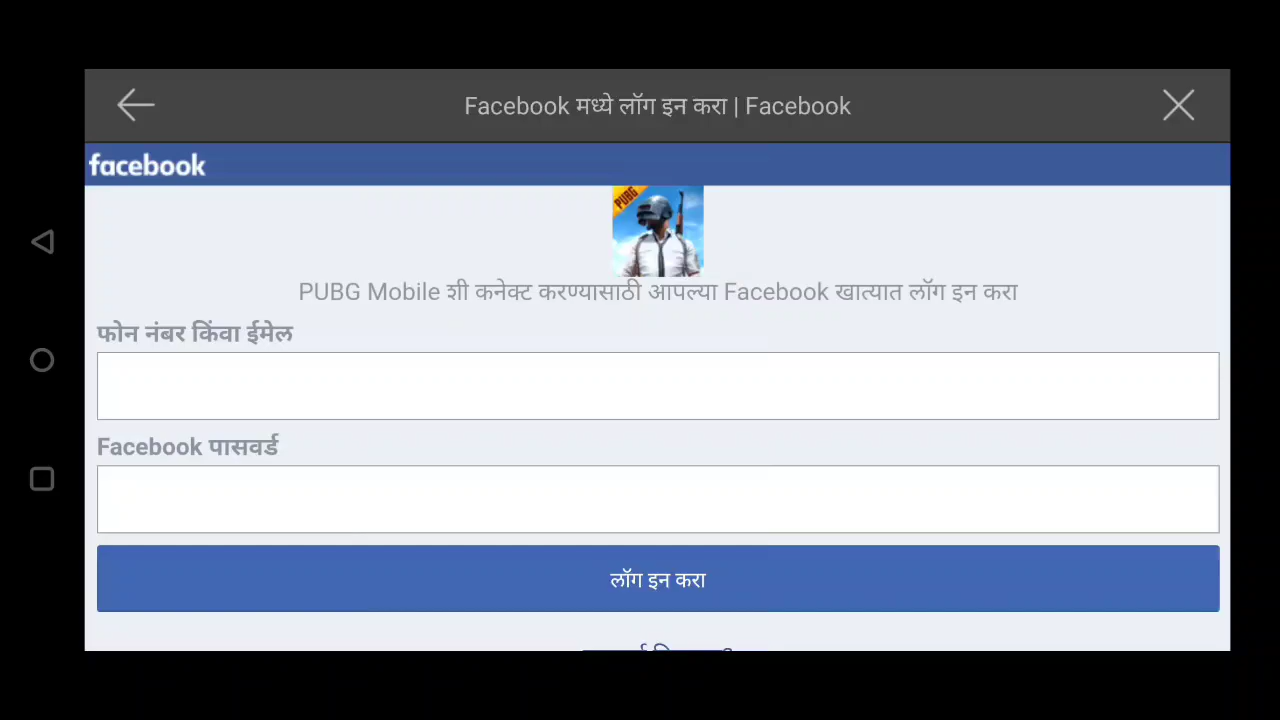 Facebook मध्ये लॉग इन करा | Facebook
facebook
PUBG
PUBG Mobile शी कनेक्ट करण्यासाठी आपल्या Facebook खात्यात लॉग इन करा
फोन नंबर किंवा ईमेल
Facebook पासवर्ड
लॉग इन करा